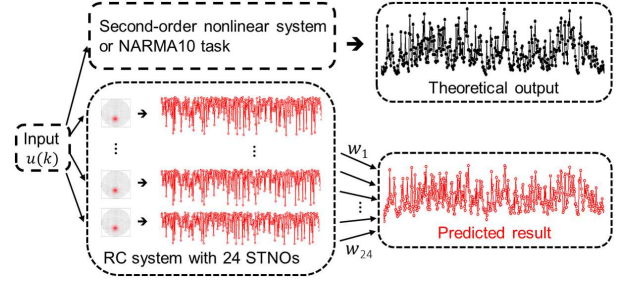 Second-order nonlinear system
or NARMA10 task
Theoretical output
Input
u(k)
...
...
w₁
...
w₂₄
Predicted result
RC system with 24 STNOs